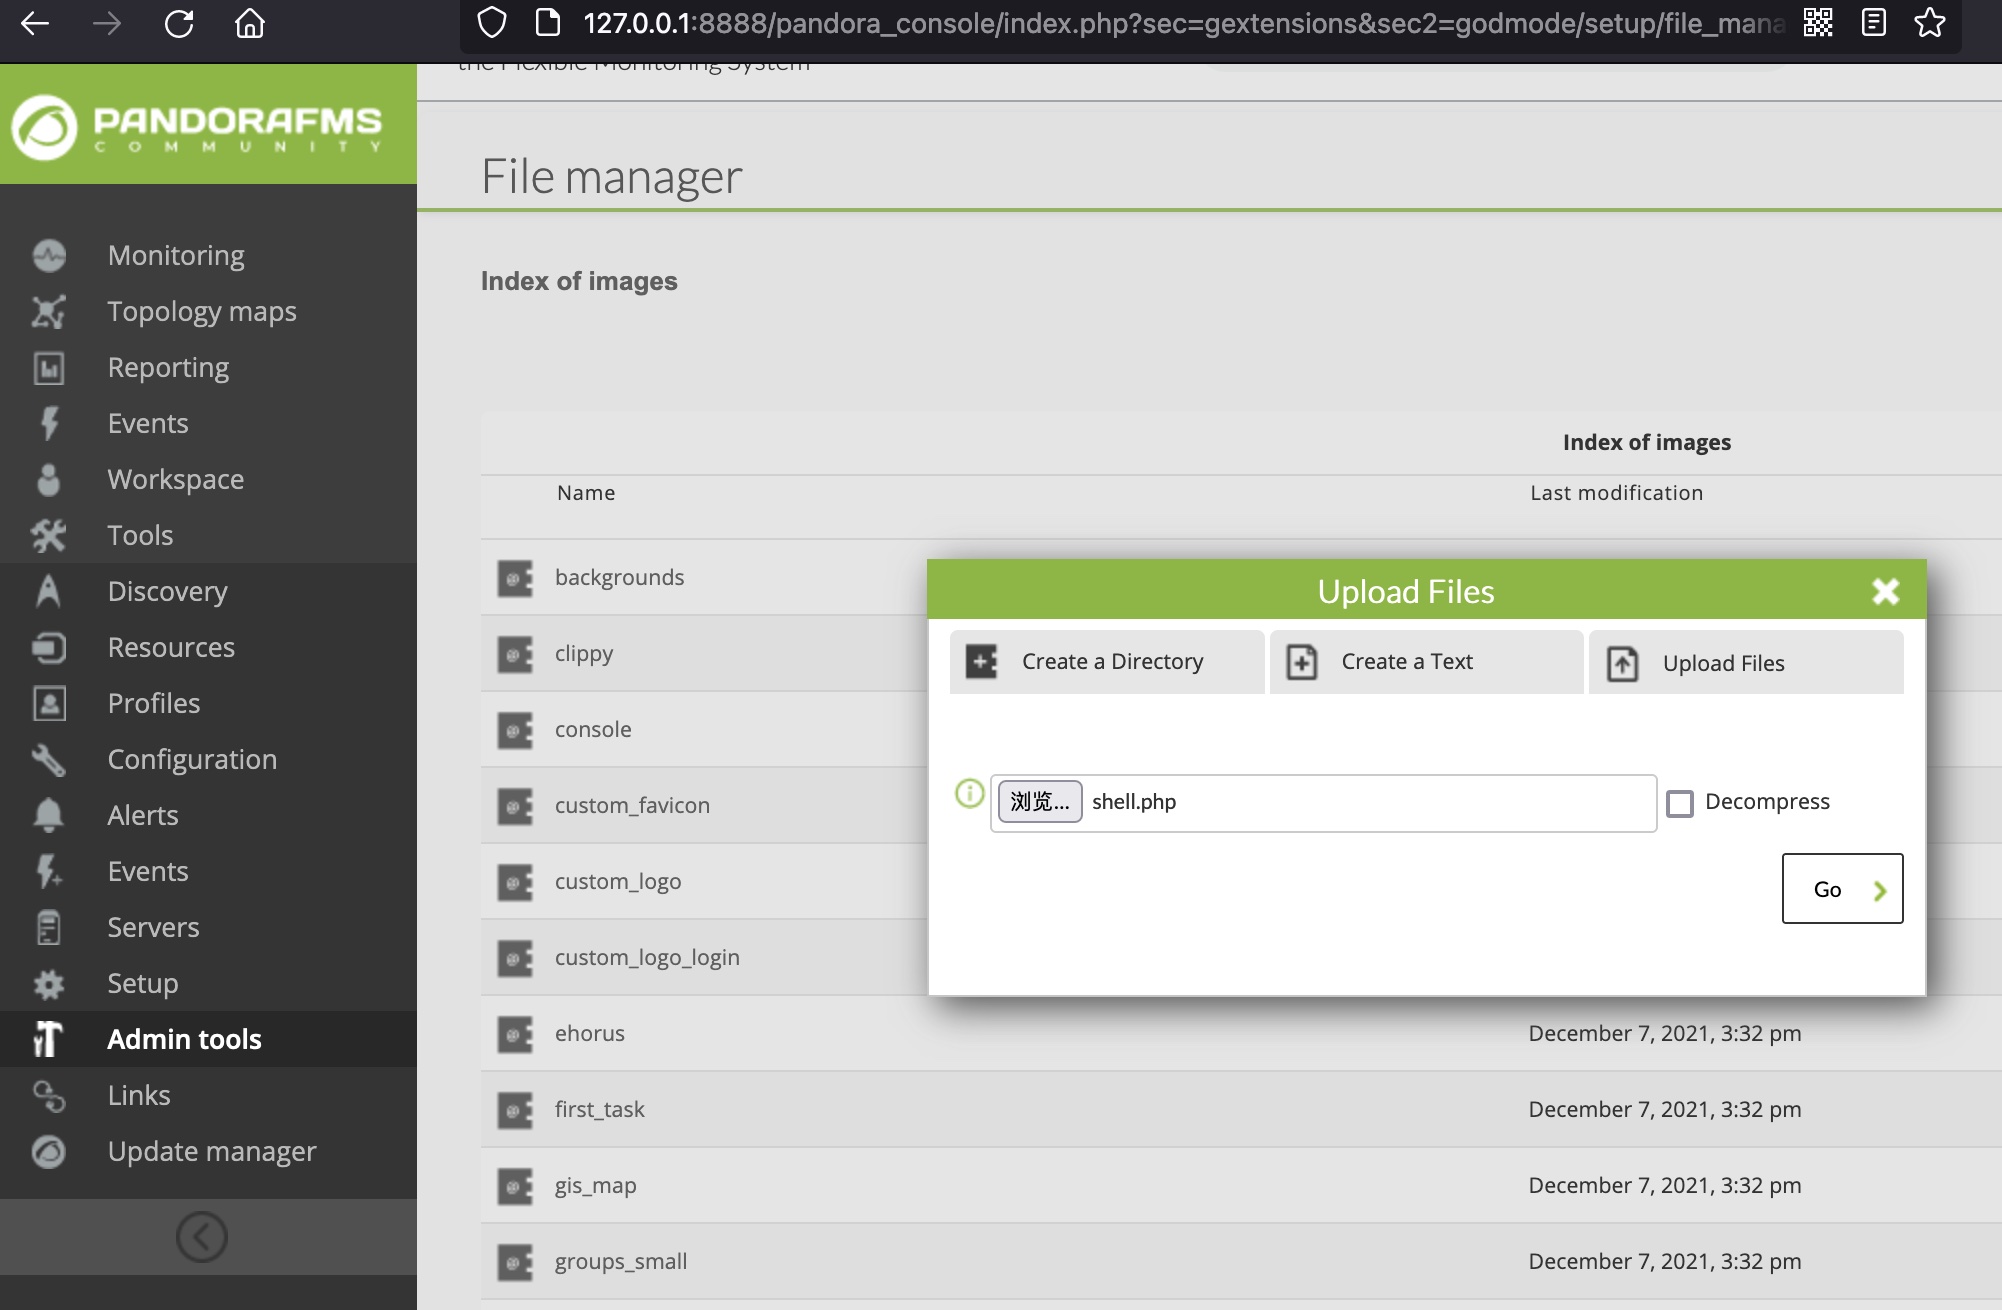 127.0.0.1:8888/pandora_console/index.php?sec=gextensions&sec2=godmode/setup/file_mana
the Flexible Monitoring System
PANDORAFMS
COMMUNITY
File manager
Monitoring
Topology maps
Reporting
Events
Workspace
Tools
Discovery
Resources
Profiles
Configuration
Alerts
Events
Servers
Setup
Admin tools
Links
Update manager
Index of images
Index of images
Name Last modification
backgrounds
clippy
console
custom_favicon
custom_logo
custom_logo_login
ehorus December 7, 2021, 3:32 pm
first_task December 7, 2021, 3:32 pm
gis_map December 7, 2021, 3:32 pm
groups_small December 7, 2021, 3:32 pm
Upload Files
Create a Directory Create a Text Upload Files
浏览... shell.php Decompress
Go